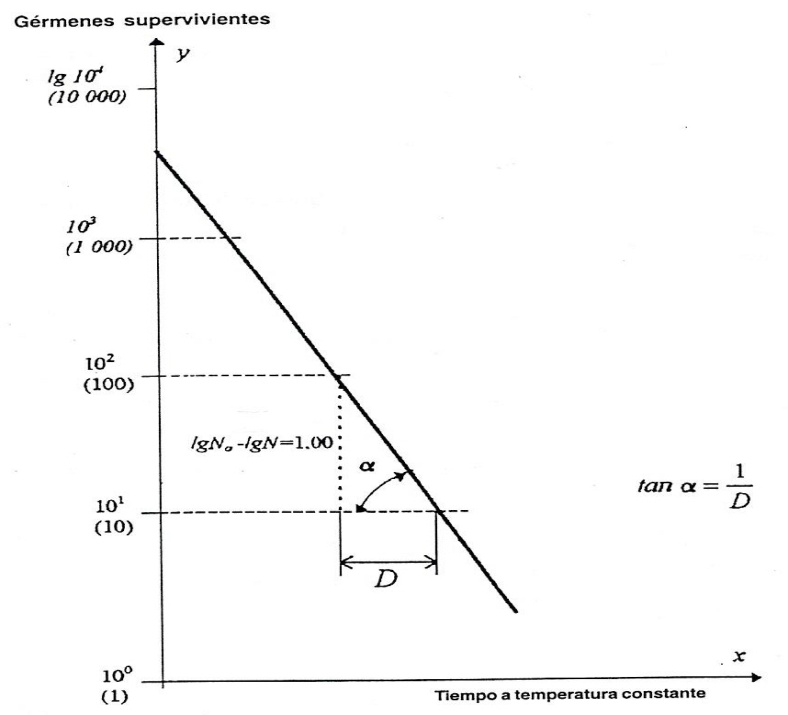 Gérmenes supervivientes
y
lg 10⁴
(10 000)
10³
(1 000)
10²
(100)
lgNₒ-lgN=1.00
α
tan α = 1/D
10¹
(10)
D
10⁰
(1)
x
Tiempo a temperatura constante